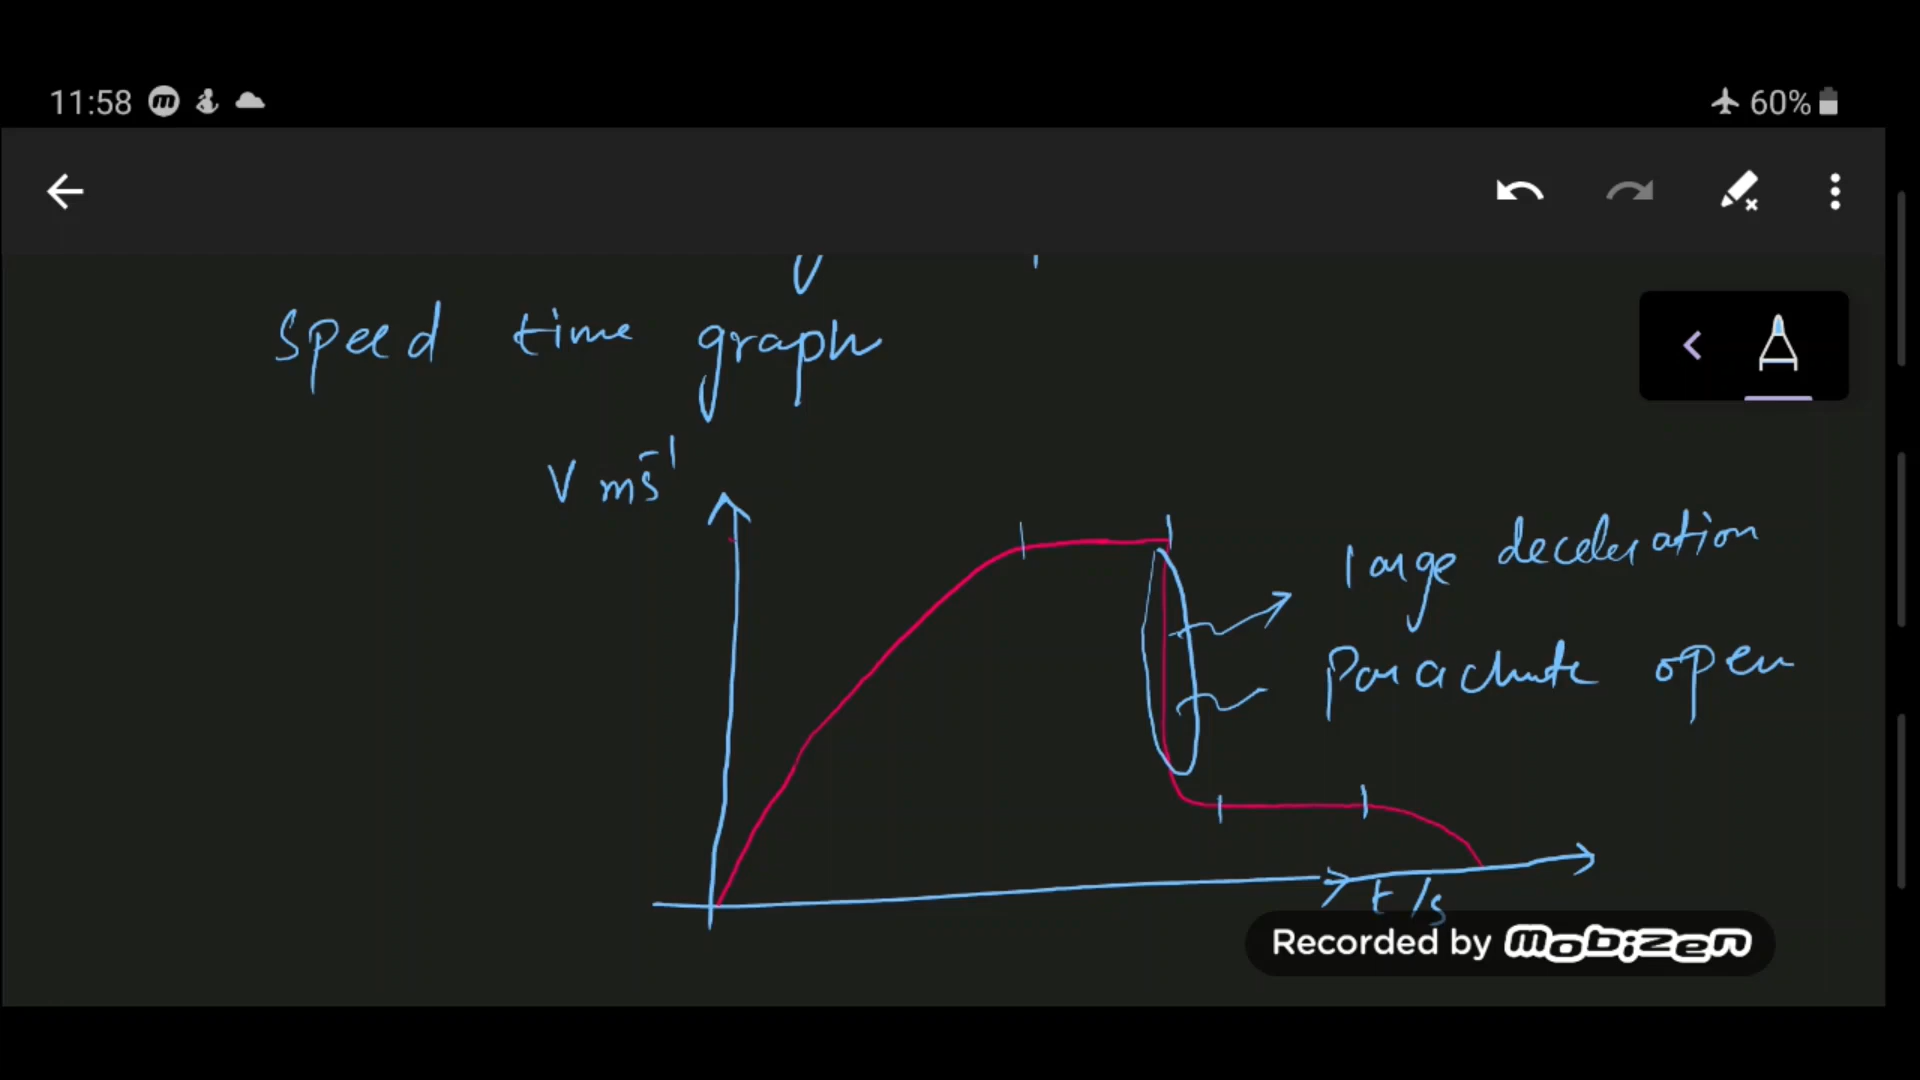 11:58
60%
speed time graph
V ms⁻¹
large deceleration
parachute open
t/s
Recorded by mobizen